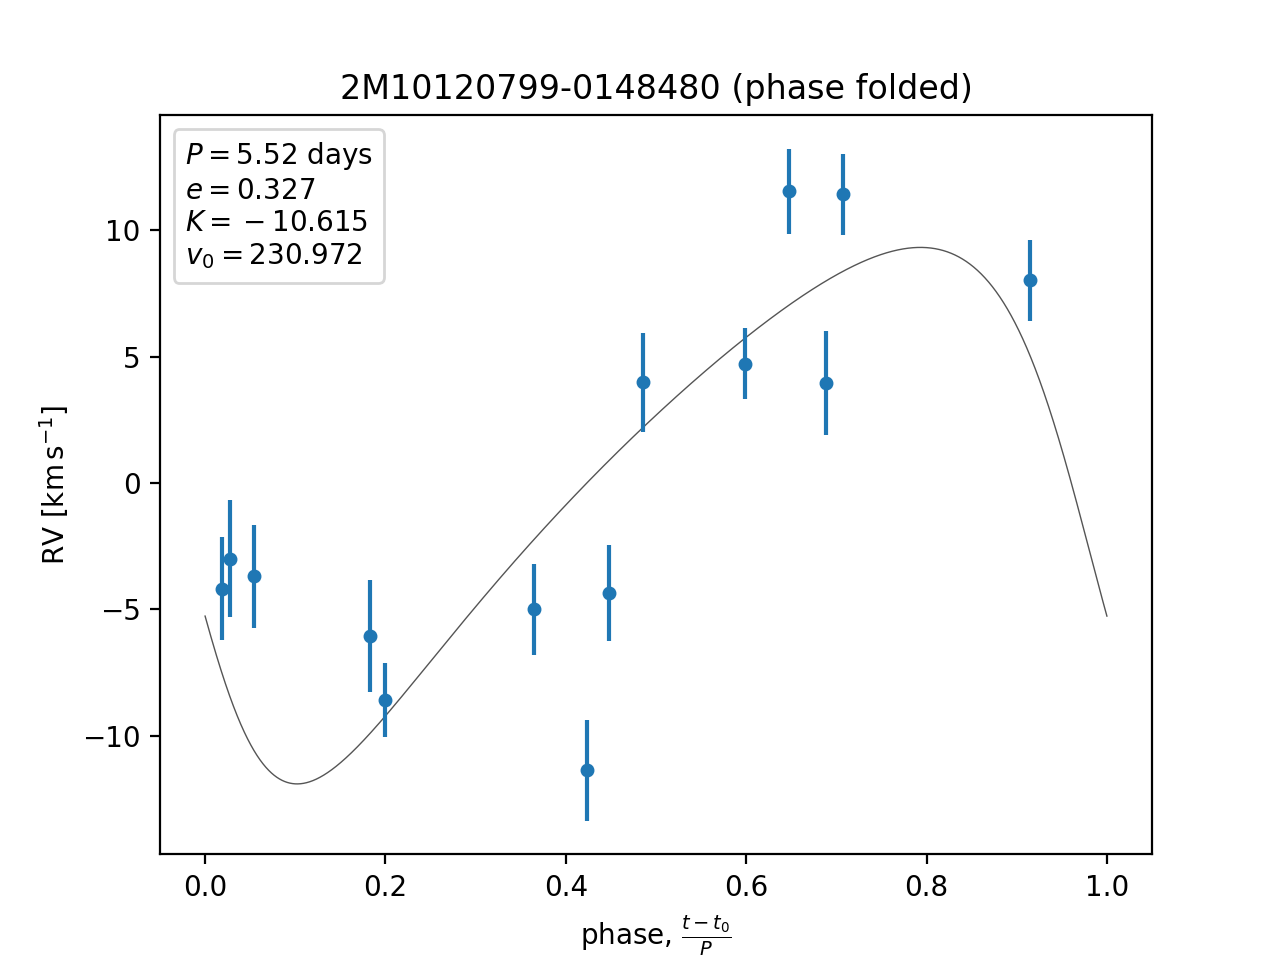 2M10120799-0148480 (phase folded)
P = 5.52 days
e = 0.327
K = −10.615
v₀ = 230.972
10
5
0
−5
−10
RV [km s⁻¹]
0.0 0.2 0.4 0.6 0.8 1.0
phase, (t − t₀)/P